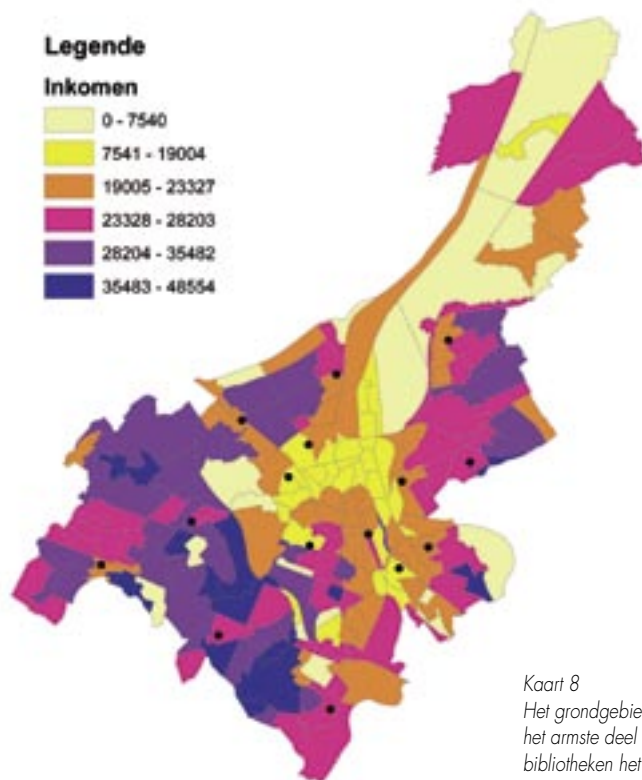 Legende
Inkomen
0 - 7540
7541 - 19004
19005 - 23327
23328 - 28203
28204 - 35482
35483 - 48554
Kaart 8
Het grondgebie
het armste deel
bibliotheken het